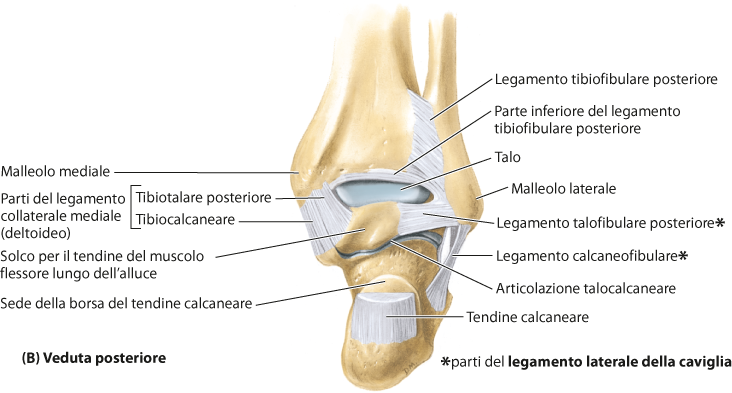 Legamento tibiofibulare posteriore
Parte inferiore del legamento
tibiofibulare posteriore
Talo
Malleolo laterale
Legamento talofibulare posteriore*
Legamento calcaneofibulare*
Articolazione talocalcaneare
Tendine calcaneare
Malleolo mediale
Parti del legamento
collaterale mediale
(deltoideo)
Tibiotalare posteriore
Tibiocalcaneare
Solco per il tendine del muscolo
flessore lungo dell'alluce
Sede della borsa del tendine calcaneare
(B) Veduta posteriore
*parti del legamento laterale della caviglia